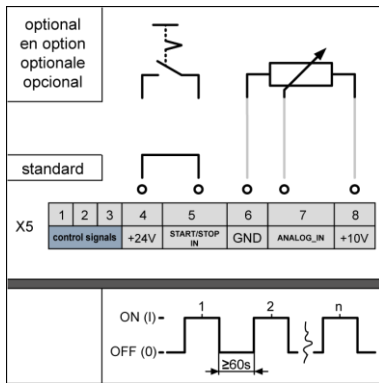 optional
en option
optionale
opcional
standard
X5
1 2 3 4 5 6 7 8
control signals +24V START/STOP IN GND ANALOG_IN +10V
1 2 n
ON (I)
OFF (0)
≥60s